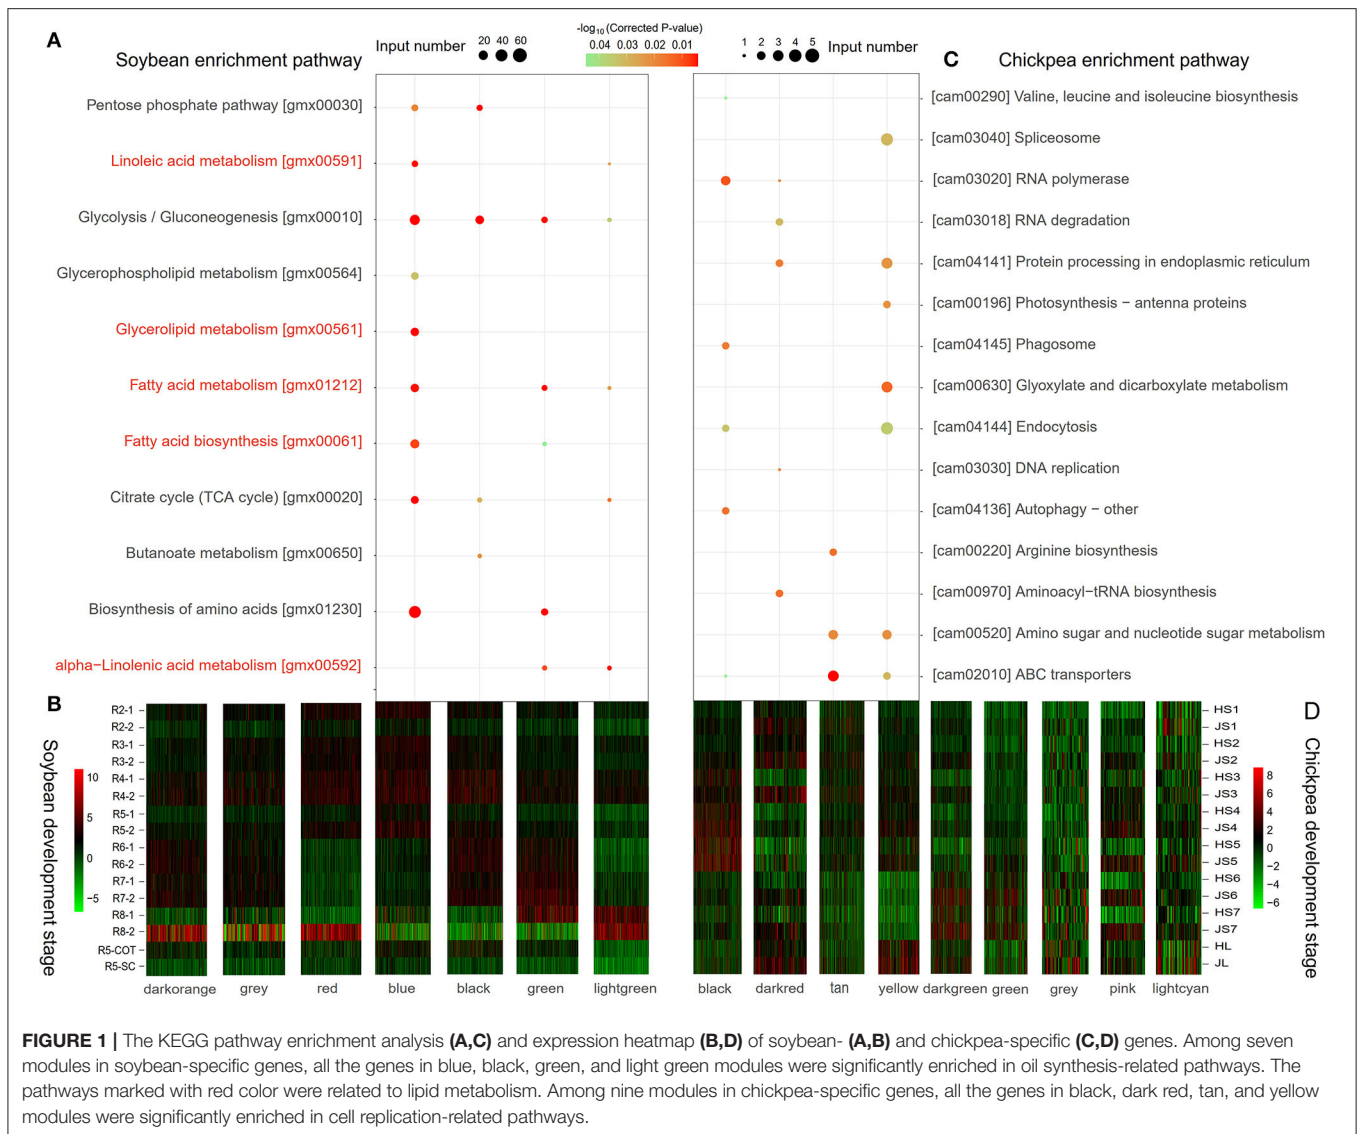 A
Soybean enrichment pathway
Input number
20 40 60
-log10 (Corrected P-value)
0.04 0.03 0.02 0.01
1 2 3 4 5
Input number
C
Chickpea enrichment pathway
Pentose phosphate pathway [gmx00030]
Linoleic acid metabolism [gmx00591]
Glycolysis / Gluconeogenesis [gmx00010]
Glycerophospholipid metabolism [gmx00564]
Glycerolipid metabolism [gmx00561]
Fatty acid metabolism [gmx01212]
Fatty acid biosynthesis [gmx00061]
Citrate cycle (TCA cycle) [gmx00020]
Butanoate metabolism [gmx00650]
Biosynthesis of amino acids [gmx01230]
alpha−Linolenic acid metabolism [gmx00592]
[cam00290] Valine, leucine and isoleucine biosynthesis
[cam03040] Spliceosome
[cam03020] RNA polymerase
[cam03018] RNA degradation
[cam04141] Protein processing in endoplasmic reticulum
[cam00196] Photosynthesis − antenna proteins
[cam04145] Phagosome
[cam00630] Glyoxylate and dicarboxylate metabolism
[cam04144] Endocytosis
[cam03030] DNA replication
[cam04136] Autophagy − other
[cam00220] Arginine biosynthesis
[cam00970] Aminoacyl−tRNA biosynthesis
[cam00520] Amino sugar and nucleotide sugar metabolism
[cam02010] ABC transporters
B
Soybean development stage
10
5
0
−5
R2-1
R2-2
R3-1
R3-2
R4-1
R4-2
R5-1
R5-2
R6-1
R6-2
R7-1
R7-2
R8-1
R8-2
R5-COT
R5-SC
darkorange grey red blue black green lightgreen
black darkred tan yellow darkgreen green grey pink lightcyan
HS1
JS1
HS2
JS2
HS3
JS3
HS4
JS4
HS5
JS5
HS6
JS6
HS7
JS7
HL
JL
8
6
4
2
0
−2
−4
−6
D
Chickpea development stage
FIGURE 1 | The KEGG pathway enrichment analysis (A,C) and expression heatmap (B,D) of soybean- (A,B) and chickpea-specific (C,D) genes. Among seven
modules in soybean-specific genes, all the genes in blue, black, green, and light green modules were significantly enriched in oil synthesis-related pathways. The
pathways marked with red color were related to lipid metabolism. Among nine modules in chickpea-specific genes, all the genes in black, dark red, tan, and yellow
modules were significantly enriched in cell replication-related pathways.